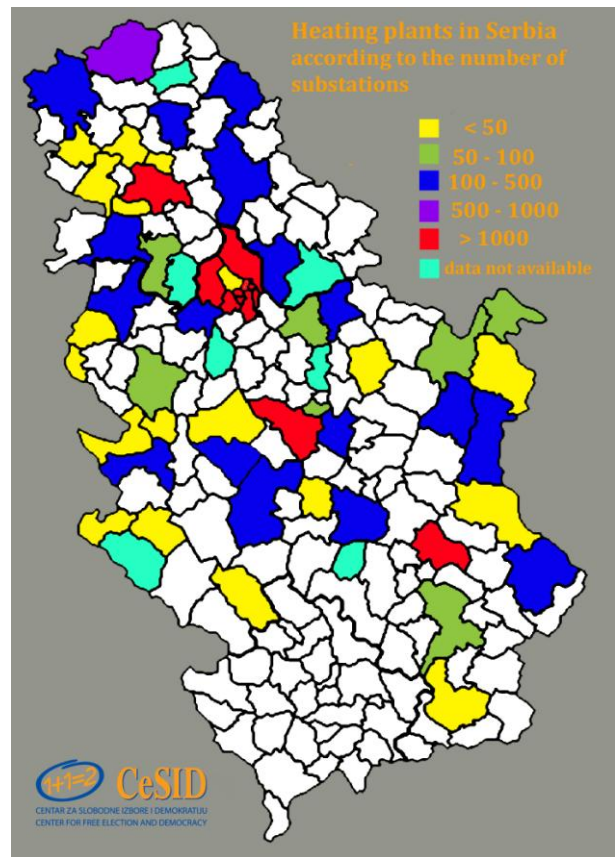 Heating plants in Serbia
according to the number of
substations
< 50
50 - 100
100 - 500
500 - 1000
> 1000
data not available
1+1=2
CeSID
CENTAR ZA SLOBODNE IZBORE I DEMOKRATIJU
CENTER FOR FREE ELECTION AND DEMOCRACY